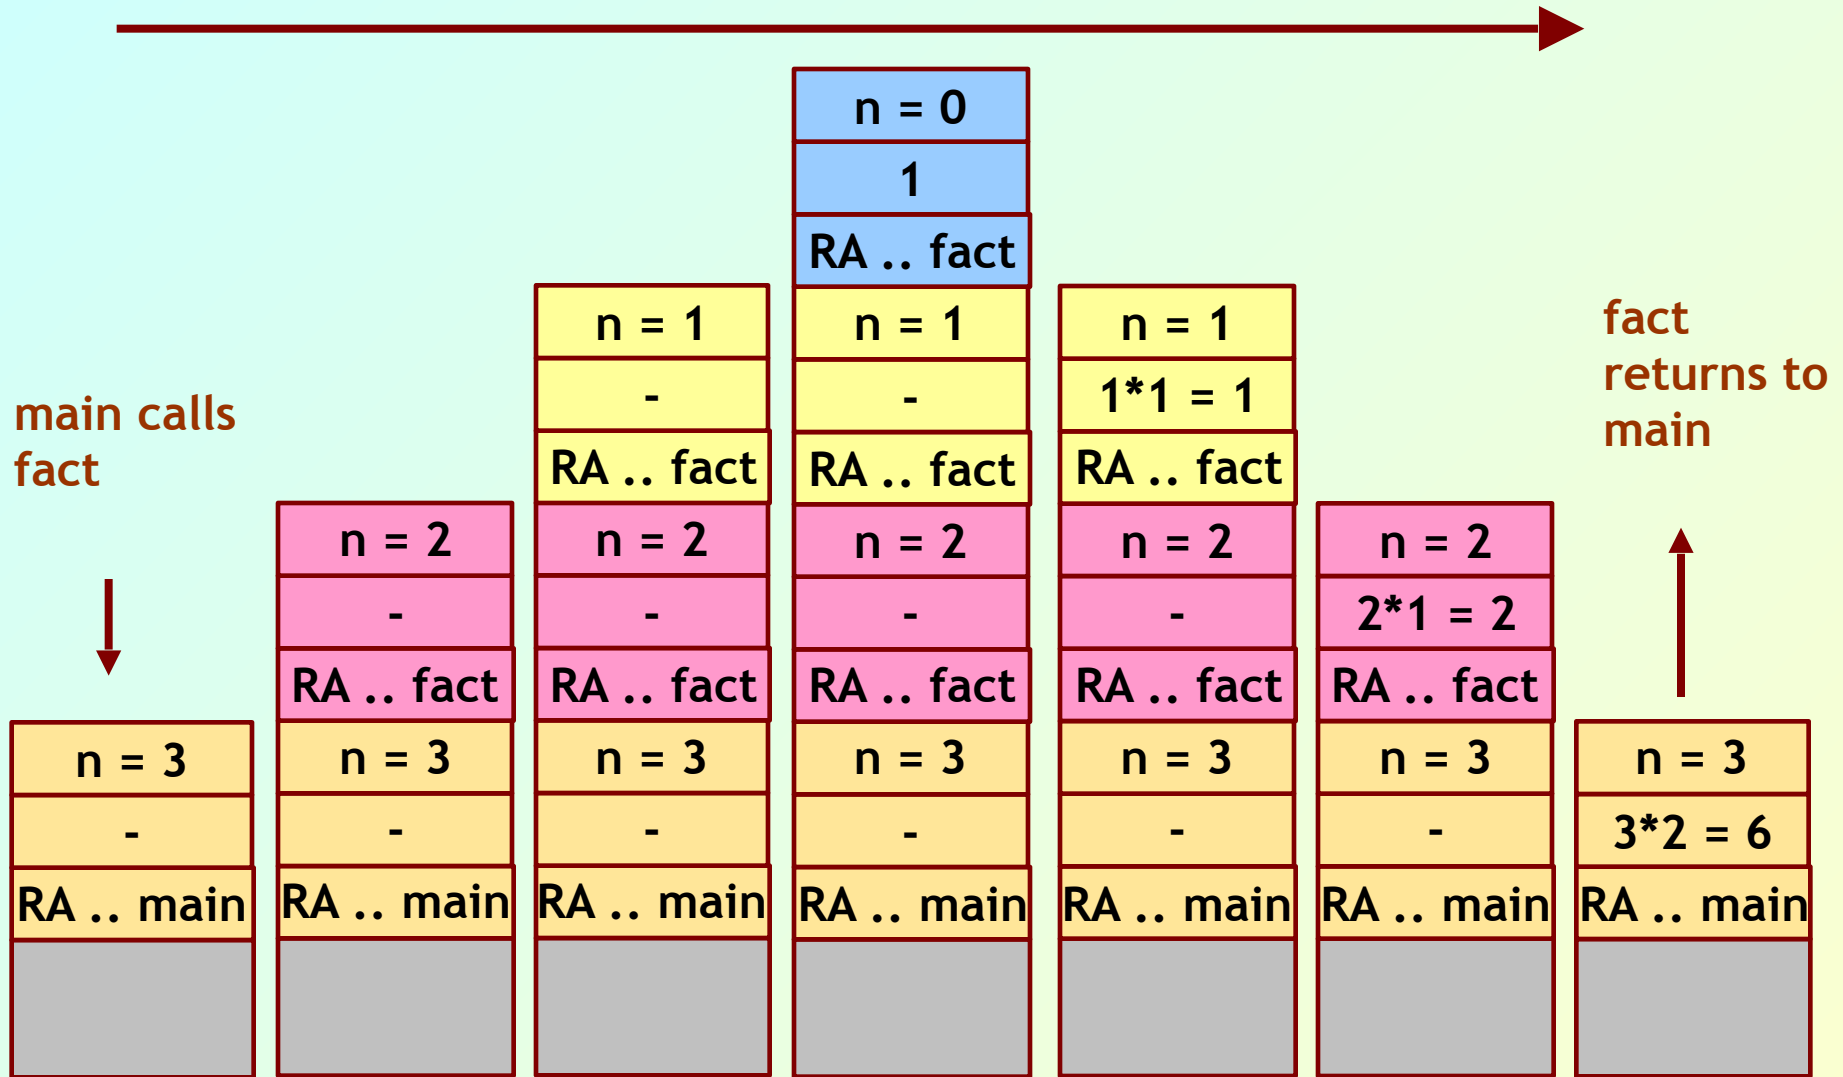 main calls
fact
n = 3
-
RA .. main
n = 2
-
RA .. fact
n = 3
-
RA .. main
n = 1
-
RA .. fact
n = 2
-
RA .. fact
n = 3
-
RA .. main
n = 0
1
RA .. fact
n = 1
-
RA .. fact
n = 2
-
RA .. fact
n = 3
-
RA .. main
n = 1
1*1 = 1
RA .. fact
n = 2
-
RA .. fact
n = 3
-
RA .. main
n = 2
2*1 = 2
RA .. fact
n = 3
-
RA .. main
fact
returns to
main
n = 3
3*2 = 6
RA .. main